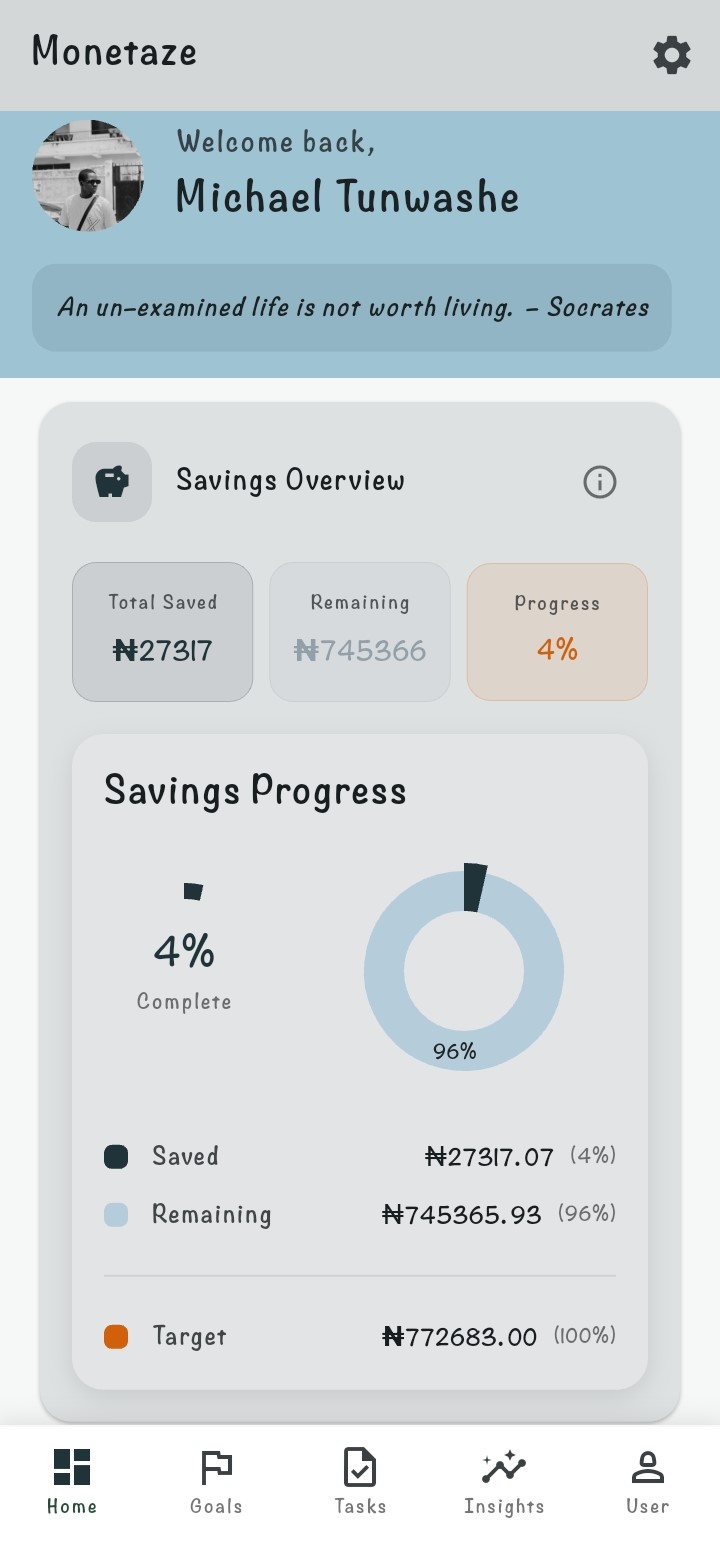 Monetaze
Welcome back,
Michael Tunwashe
An un-examined life is not worth living. - Socrates
Savings Overview
Total Saved
₦27317
Remaining
₦745366
Progress
4%
Savings Progress
4%
Complete
96%
Saved ₦27317.07 (4%)
Remaining ₦745365.93 (96%)
Target ₦772683.00 (100%)
Home Goals Tasks Insights User